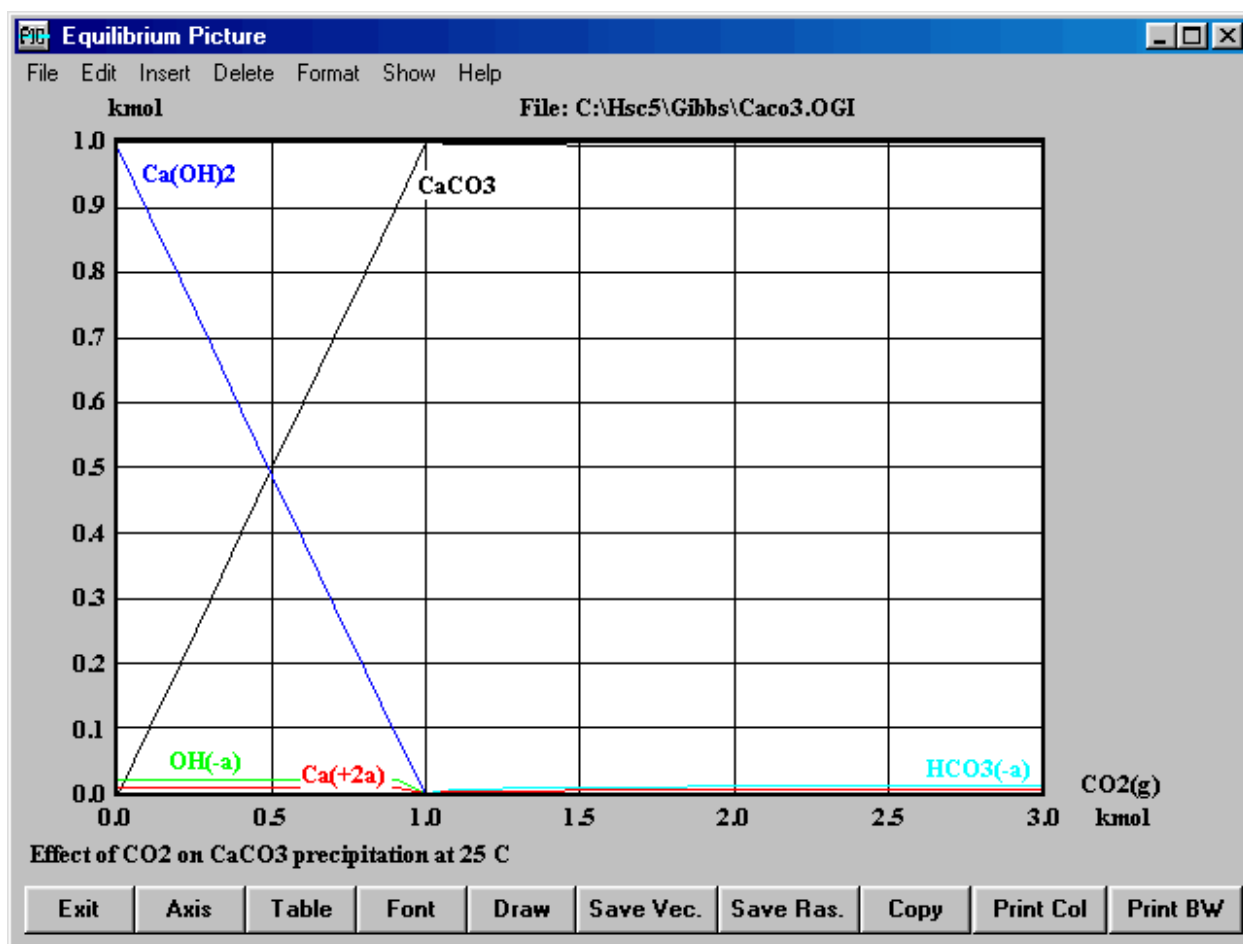 PIC Equilibrium Picture
File Edit Insert Delete Format Show Help
kmol File: C:\Hsc5\Gibbs\Caco3.OGI
1.0
Ca(OH)2
CaCO3
0.9
0.8
0.7
0.6
0.5
0.4
0.3
0.2
0.1
OH(-a)
Ca(+2a)
HCO3(-a)
0.0
CO2(g)
0.0 0.5 1.0 1.5 2.0 2.5 3.0 kmol
Effect of CO2 on CaCO3 precipitation at 25 C
Exit Axis Table Font Draw Save Vec. Save Ras. Copy Print Col Print BW